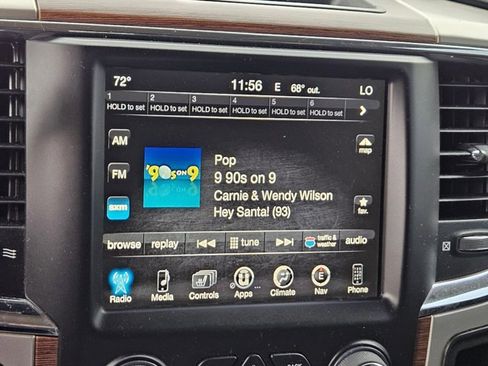 72° 11:56 E 68° out. LO
1 2 3 4 5 6
HOLD to set HOLD to set HOLD to set HOLD to set HOLD to set HOLD to set
AM
FM
sxm
'90s ON 9
Pop
9 90s on 9
Carnie & Wendy Wilson
Hey Santa! (93)
map
fav.
browse replay tune traffic & weather audio
Radio Media Controls Apps Climate Nav Phone
BACK